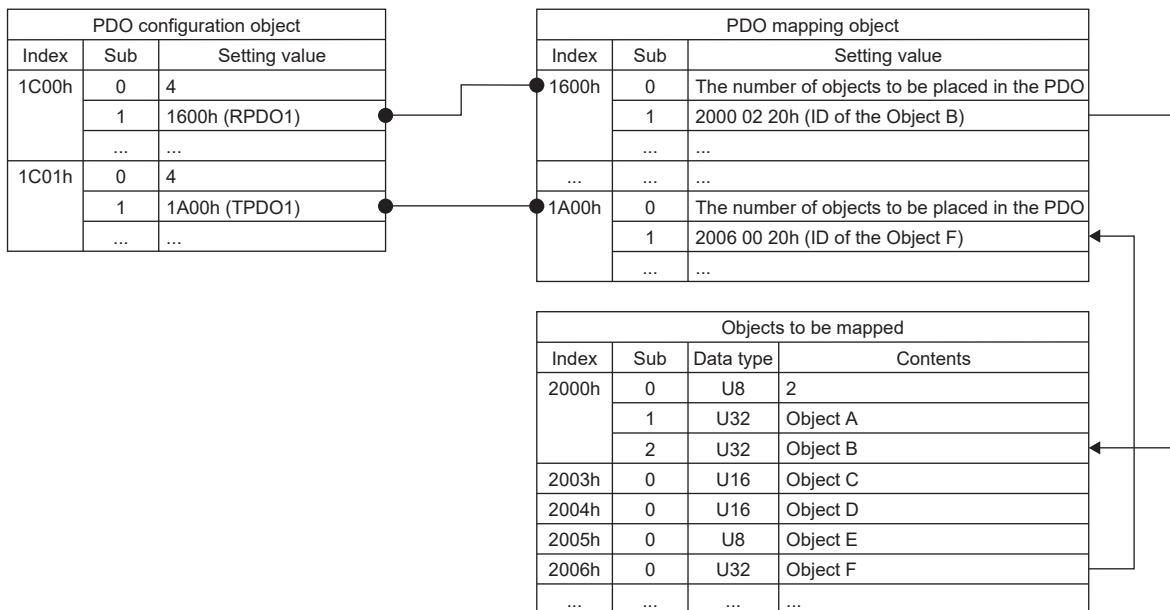 PDO configuration object
Index Sub Setting value
1C00h 0 4
1 1600h (RPDO1)
... ...
1C01h 0 4
1 1A00h (TPDO1)
... ...
PDO mapping object
Index Sub Setting value
1600h 0 The number of objects to be placed in the PDO
1 2000 02 20h (ID of the Object B)
... ...
... ... ...
1A00h 0 The number of objects to be placed in the PDO
1 2006 00 20h (ID of the Object F)
... ...
Objects to be mapped
Index Sub Data type Contents
2000h 0 U8 2
1 U32 Object A
2 U32 Object B
2003h 0 U16 Object C
2004h 0 U16 Object D
2005h 0 U8 Object E
2006h 0 U32 Object F
... ... ... ...